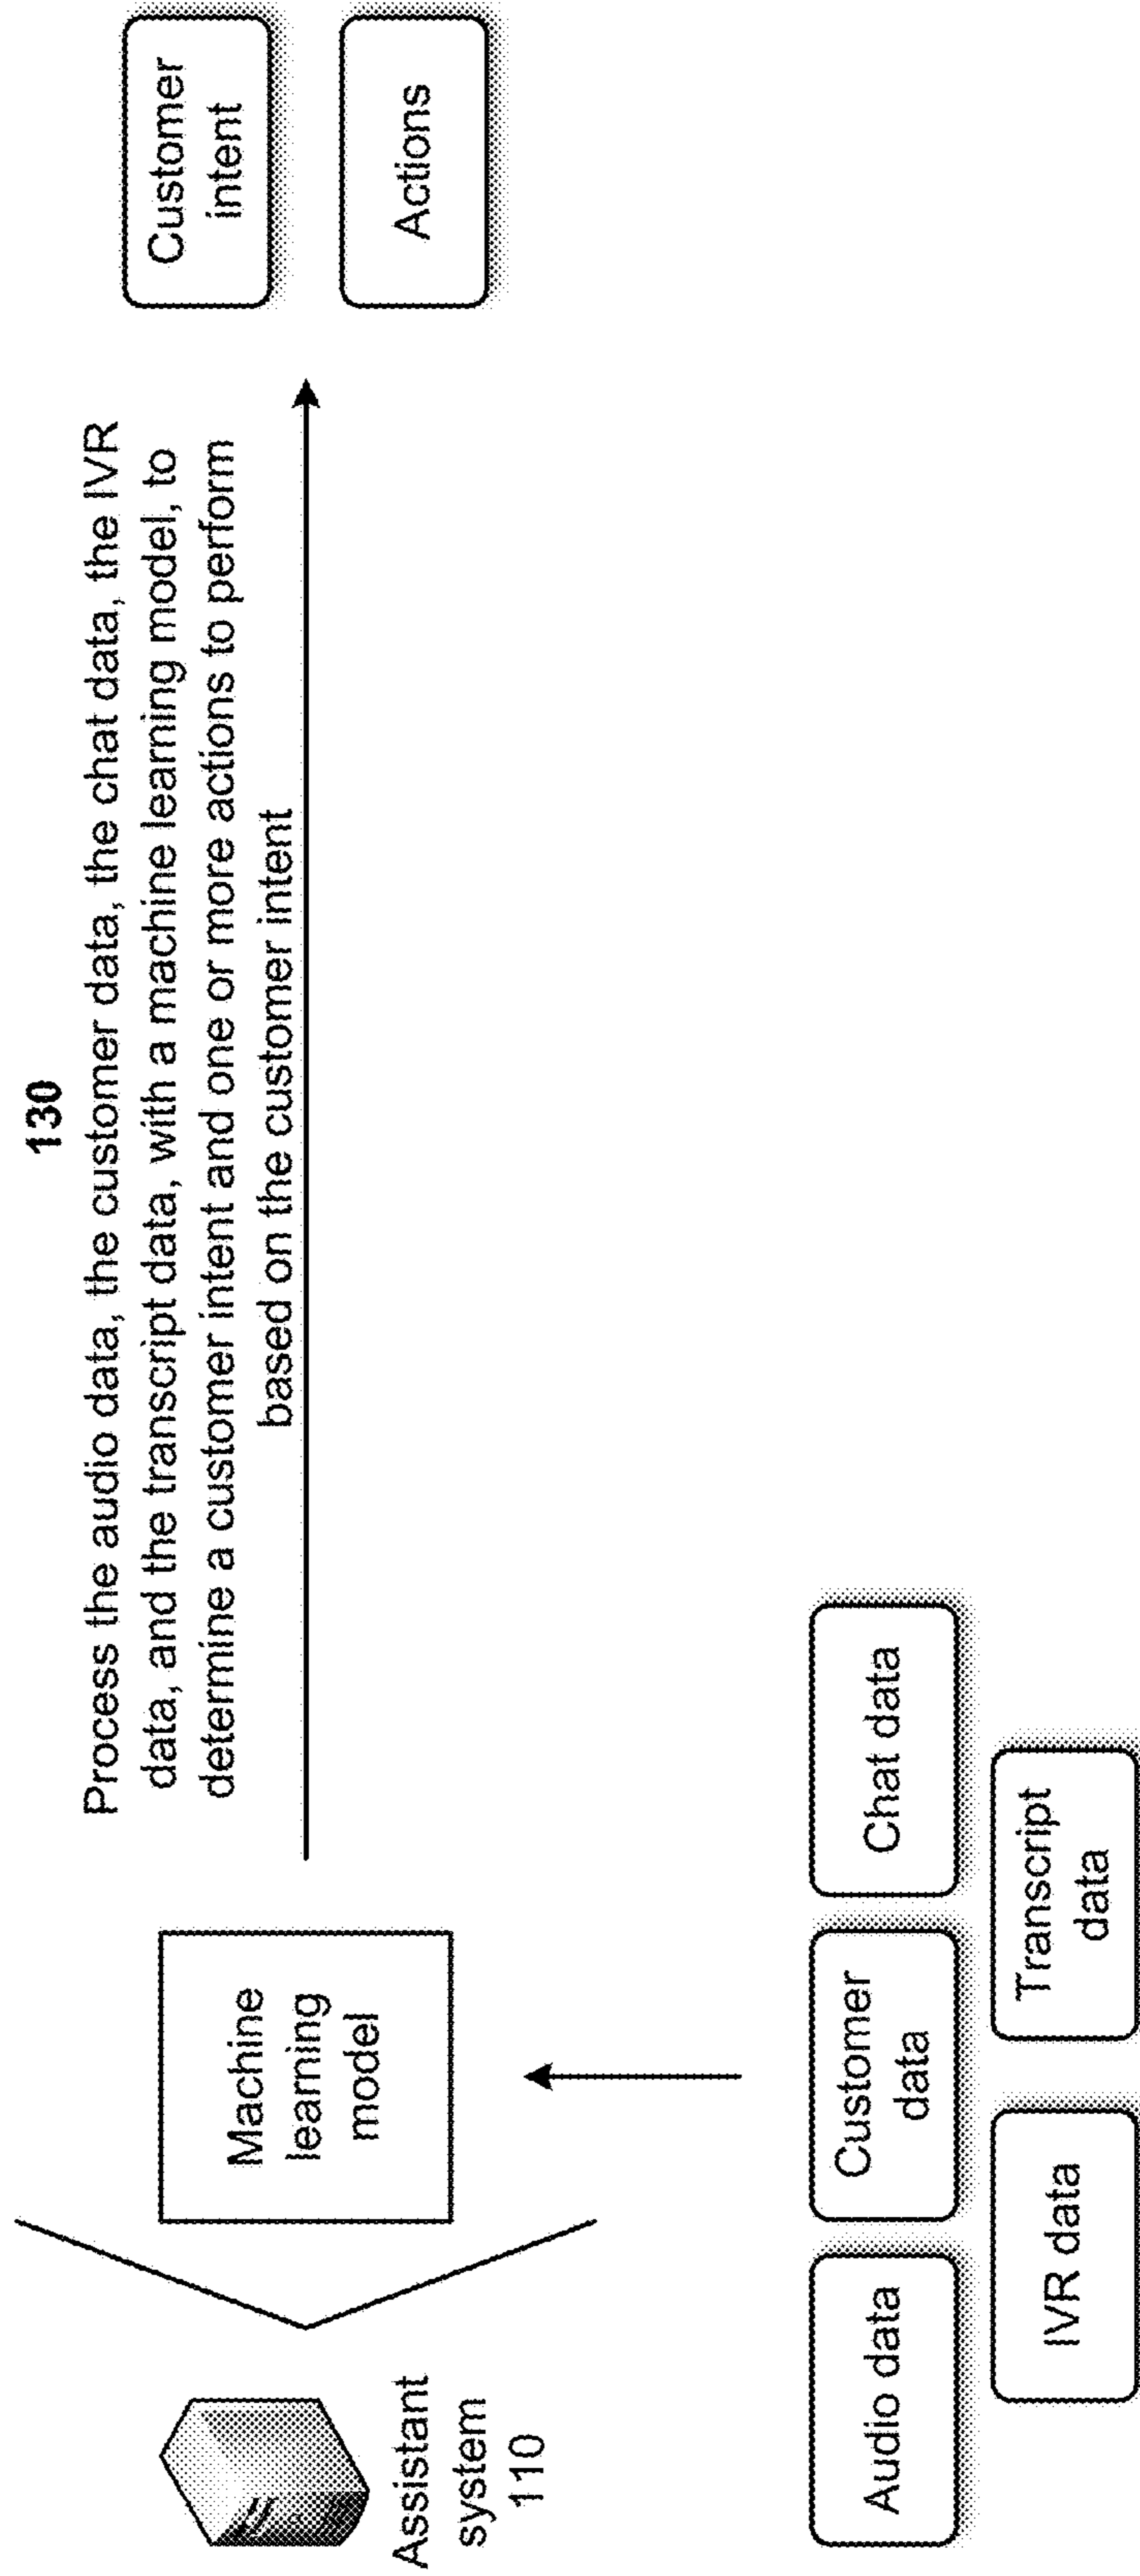 130
Process the audio data, the customer data, the chat data, the IVR
data, and the transcript data, with a machine learning model, to
determine a customer intent and one or more actions to perform
based on the customer intent
Assistant
system
110
Machine
learning
model
Customer
intent
Actions
Audio data
Customer
data
Chat data
IVR data
Transcript
data